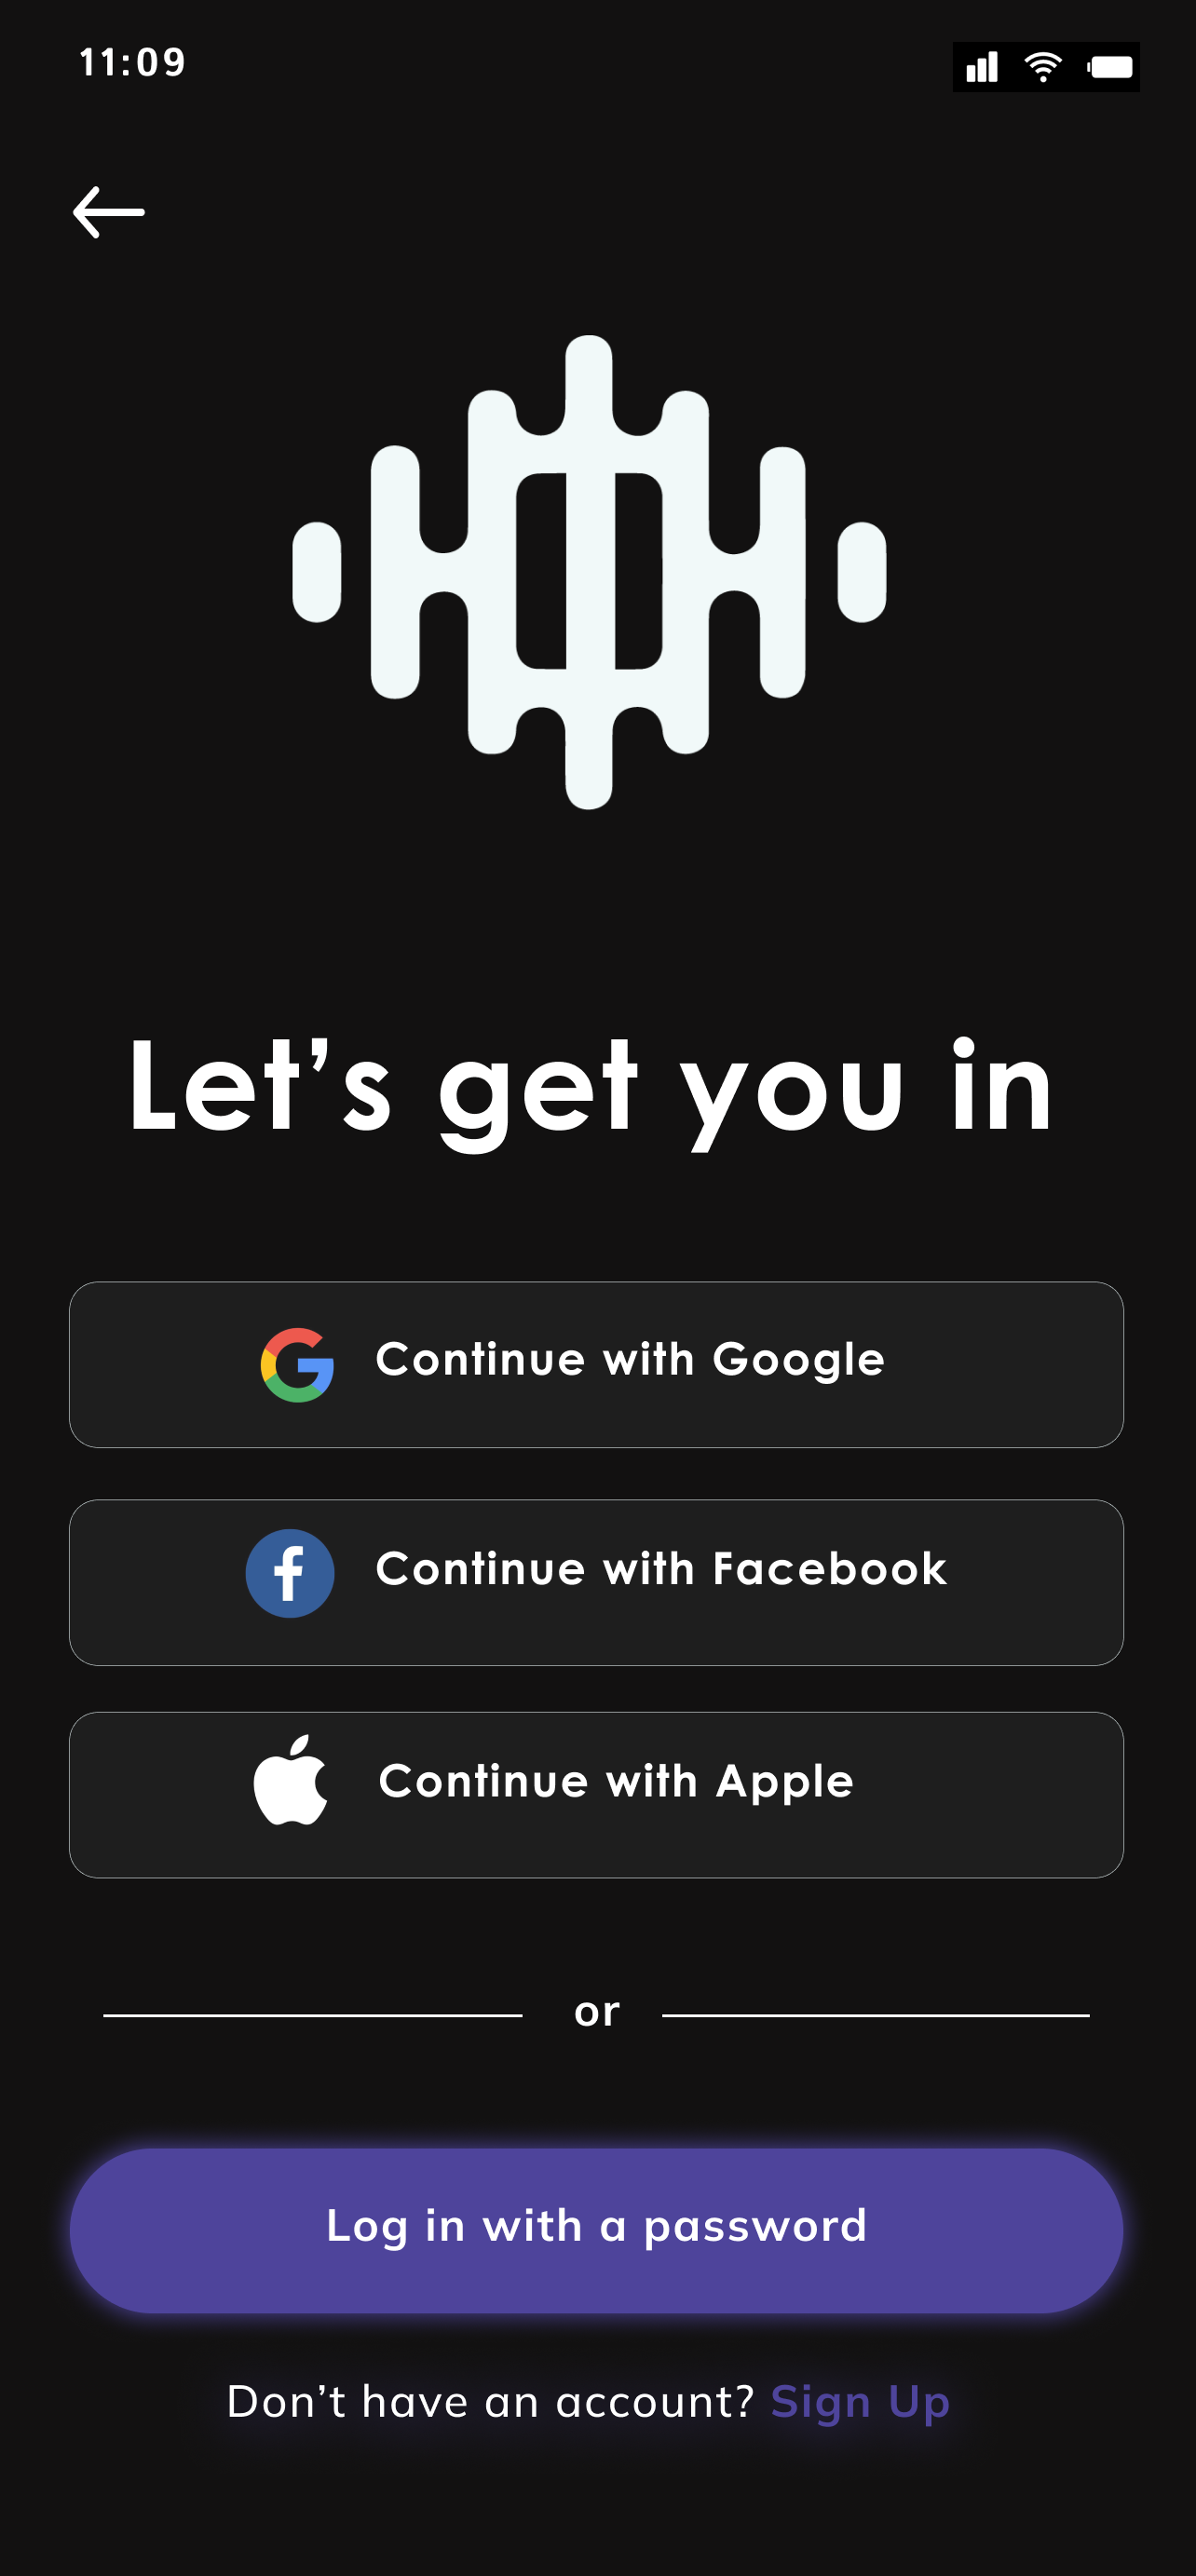 11:09
Let’s get you in
Continue with Google
Continue with Facebook
Continue with Apple
or
Log in with a password
Don’t have an account? Sign Up